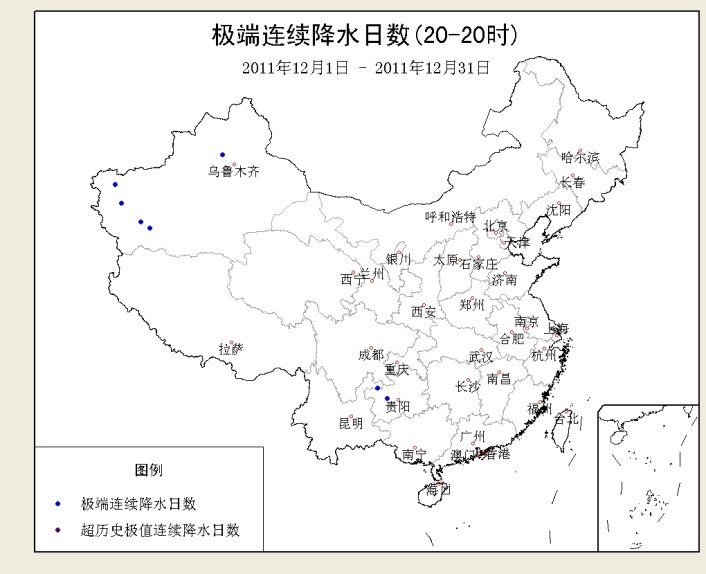 极端连续降水日数(20-20时)
2011年12月1日 - 2011年12月31日
哈尔滨
乌鲁木齐
长春
沈阳
呼和浩特
北京
天津
银川
太原
石家庄
西宁
兰州
济南
西安
郑州
南京
上海
合肥
拉萨
成都
武汉
杭州
重庆
长沙
南昌
贵阳
福州
昆明
台北
广州
南宁
澳门
香港
海口
图例
极端连续降水日数
超历史极值连续降水日数